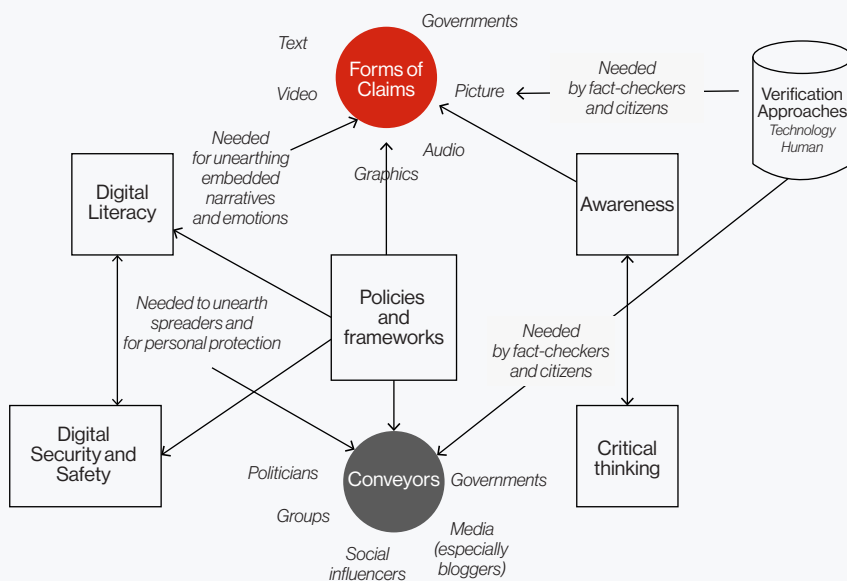 Governments
Text
Forms of
Claims
Video
Picture
Audio
Graphics
Needed
by fact-checkers
and citizens
Verification
Approaches
Technology
Human
Needed
for unearthing
embedded
narratives
and emotions
Digital
Literacy
Awareness
Policies
and
frameworks
Needed to unearth
spreaders and
for personal protection
Needed
by fact-checkers
and citizens
Digital
Security and
Safety
Critical
thinking
Conveyors
Politicians
Governments
Groups
Social
influencers
Media
(especially
bloggers)